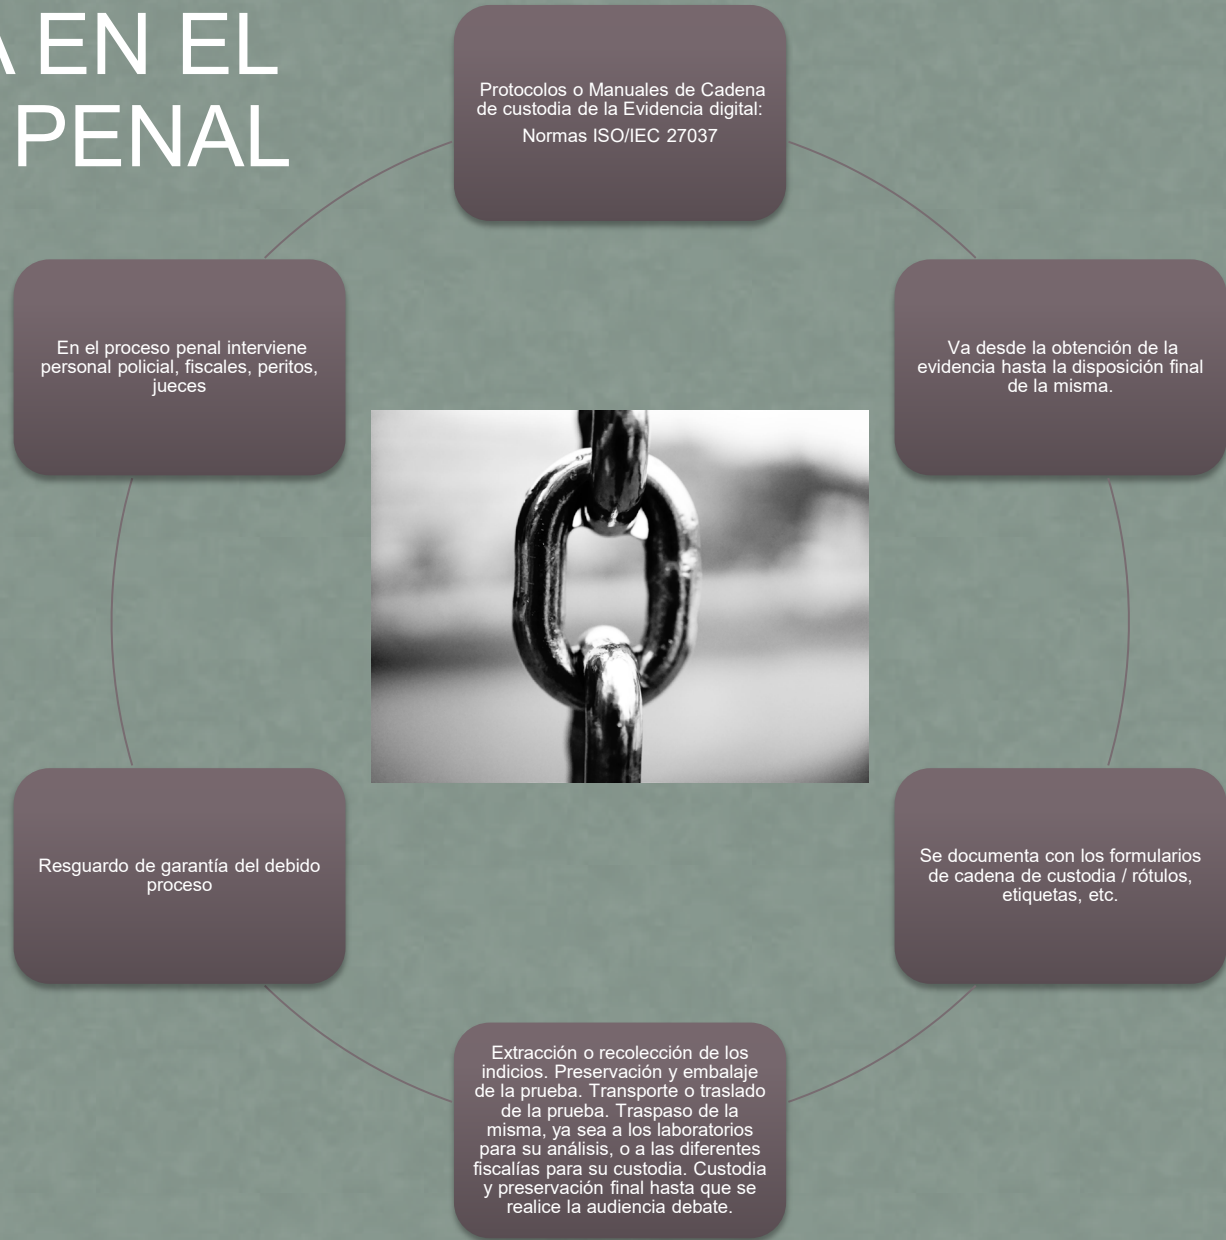 A EN EL
PENAL
Protocolos o Manuales de Cadena
de custodia de la Evidencia digital:
Normas ISO/IEC 27037
Va desde la obtención de la
evidencia hasta la disposición final
de la misma.
Se documenta con los formularios
de cadena de custodia / rótulos,
etiquetas, etc.
Extracción o recolección de los
indicios. Preservación y embalaje
de la prueba. Transporte o traslado
de la prueba. Traspaso de la
misma, ya sea a los laboratorios
para su análisis, o a las diferentes
fiscalías para su custodia. Custodia
y preservación final hasta que se
realice la audiencia debate.
Resguardo de garantía del debido
proceso
En el proceso penal interviene
personal policial, fiscales, peritos,
jueces